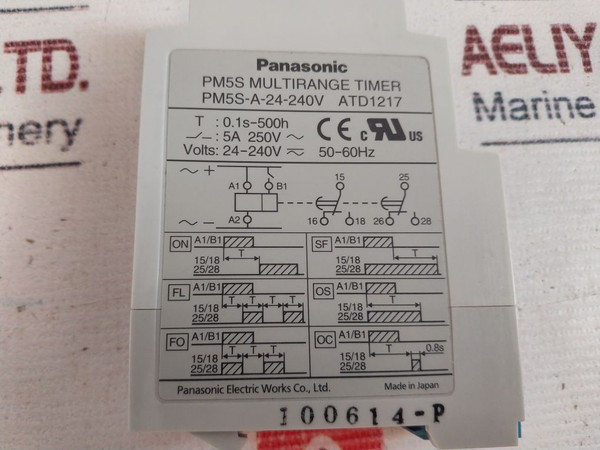 .TD.
nery
AELIY
Marine
Panasonic
PM5S MULTIRANGE TIMER
PM5S-A-24-240V ATD1217
T : 0.1s-500h
: 5A 250V ~
Volts: 24-240V 50-60Hz
CE c UR US
~ +
15 25
A1 B1
A2
~ −
16 18 26 28
ON A1/B1
T
15/18
25/28
SF A1/B1
T
15/18
25/28
FL A1/B1
T T T T
15/18
25/28
OS A1/B1
T
15/18
25/28
FO A1/B1
T T
15/18
25/28
OC A1/B1
T 0.8s
15/18
25/28
Panasonic Electric Works Co., Ltd. Made in Japan
100614-P